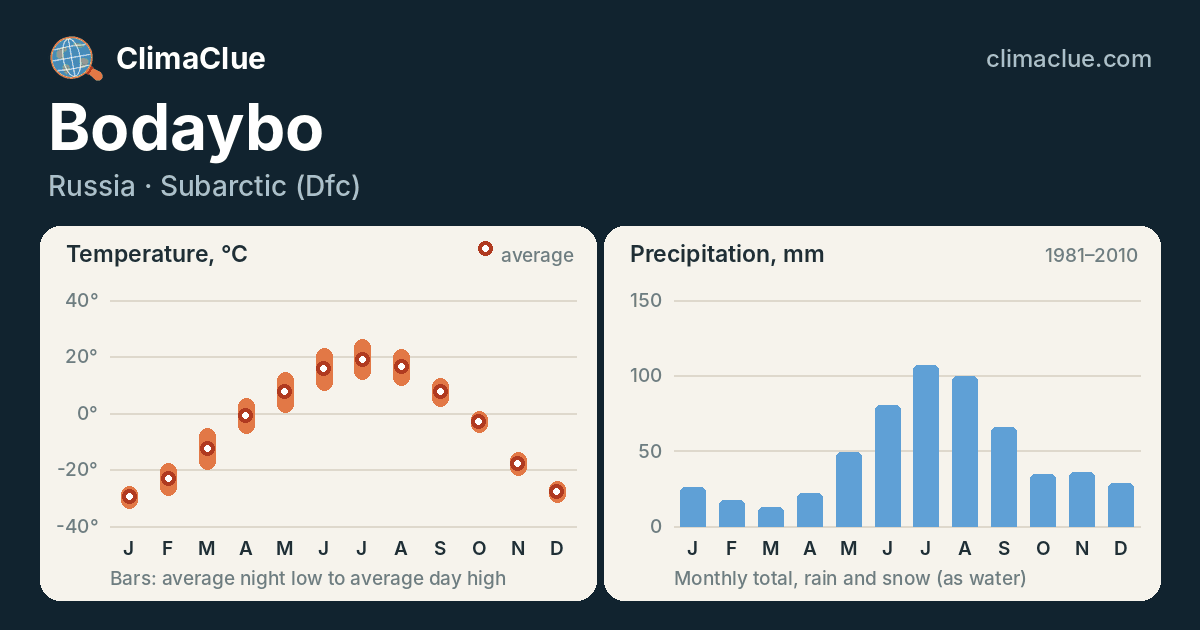 ClimaClue
climaclue.com
Bodaybo
Russia · Subarctic (Dfc)
Temperature, °C
average
40°
20°
0°
-20°
-40°
J F M A M J J A S O N D
Bars: average night low to average day high
Precipitation, mm
1981–2010
150
100
50
0
J F M A M J J A S O N D
Monthly total, rain and snow (as water)